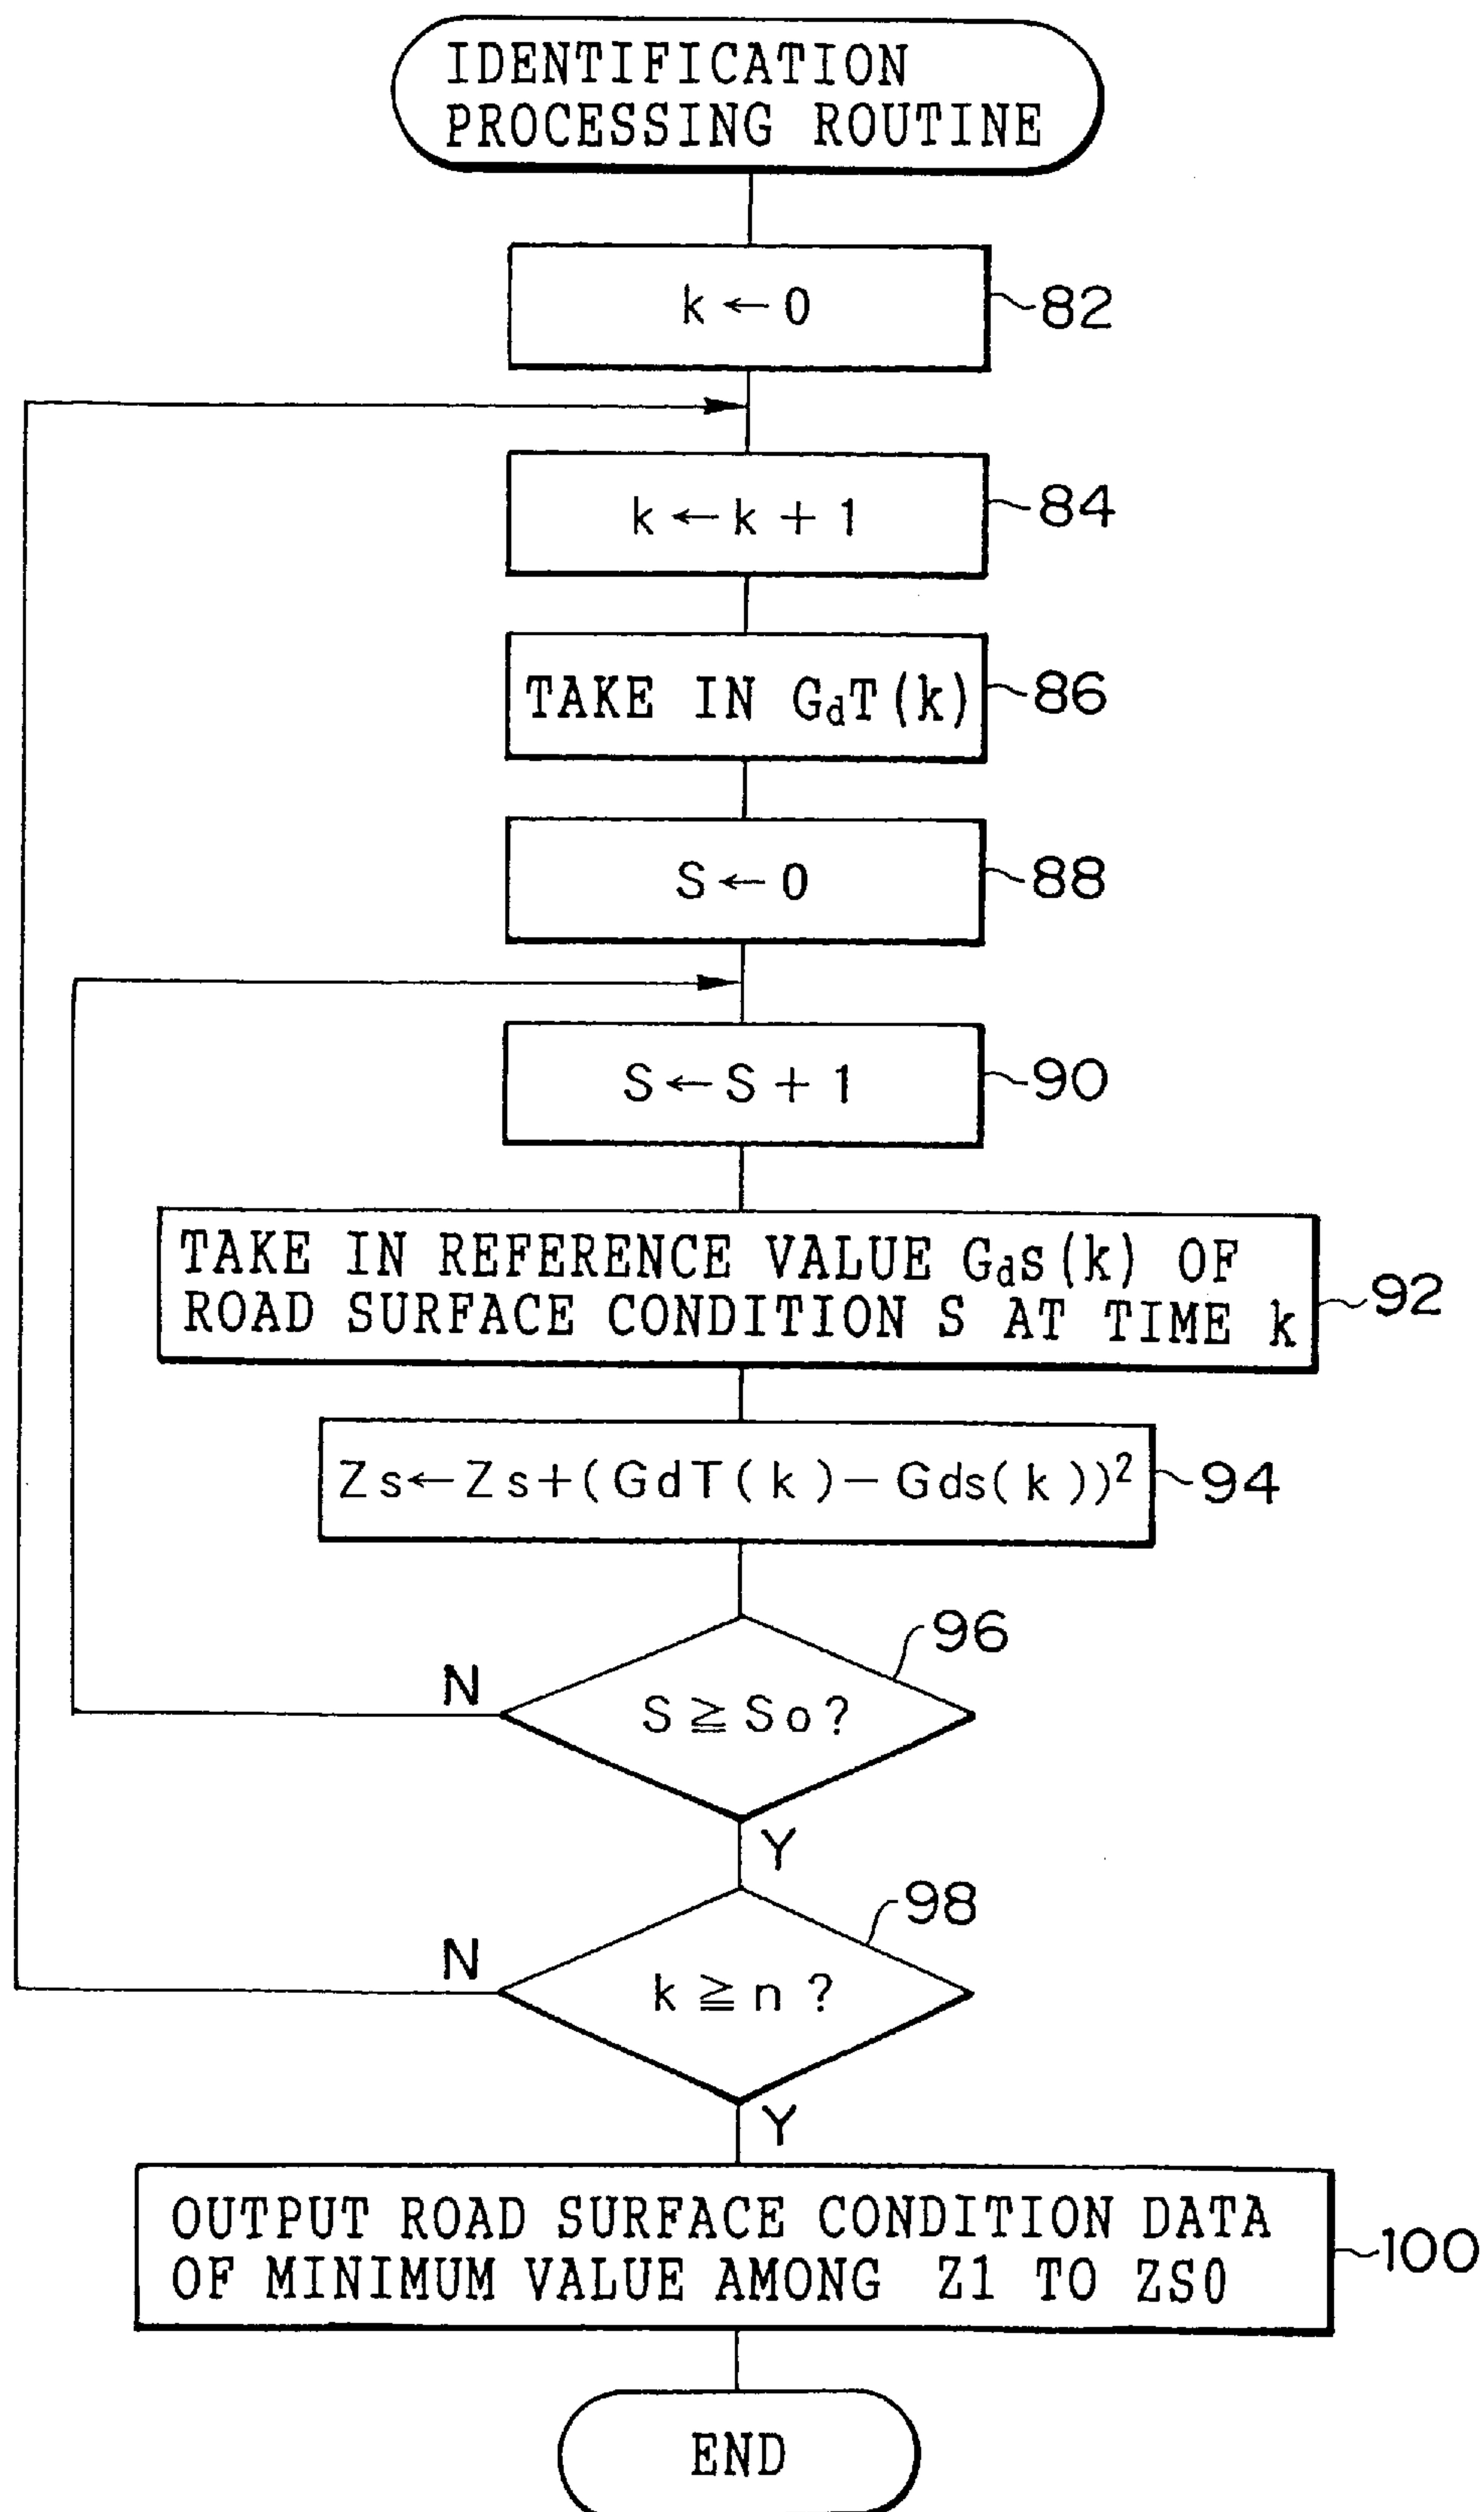 IDENTIFICATION
PROCESSING ROUTINE
k ← 0
82
k ← k + 1
84
TAKE IN GdT(k)
86
S ← 0
88
S ← S + 1
90
TAKE IN REFERENCE VALUE Gds(k) OF
ROAD SURFACE CONDITION S AT TIME k
92
Zs←Zs+(GdT(k)−Gds(k))²
94
96
N
S ≧ So?
Y
98
N
k ≧ n ?
Y
OUTPUT ROAD SURFACE CONDITION DATA
OF MINIMUM VALUE AMONG Z1 TO ZS0
100
END